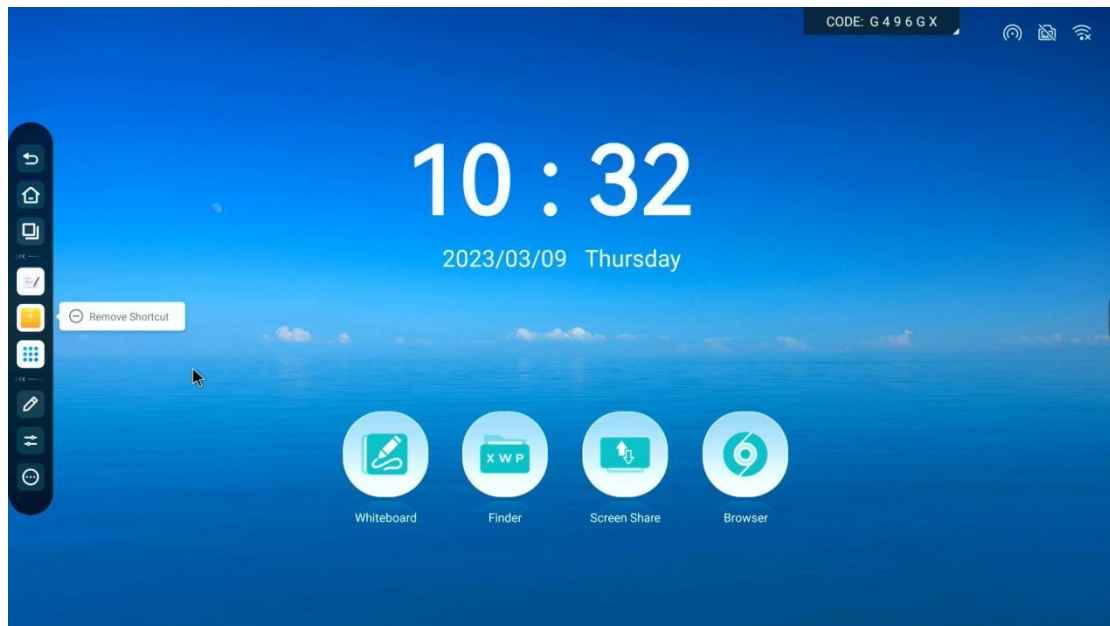 CODE: G 4 9 6 G X
10 : 32
2023/03/09 Thursday
Remove Shortcut
X W P
Whiteboard
Finder
Screen Share
Browser